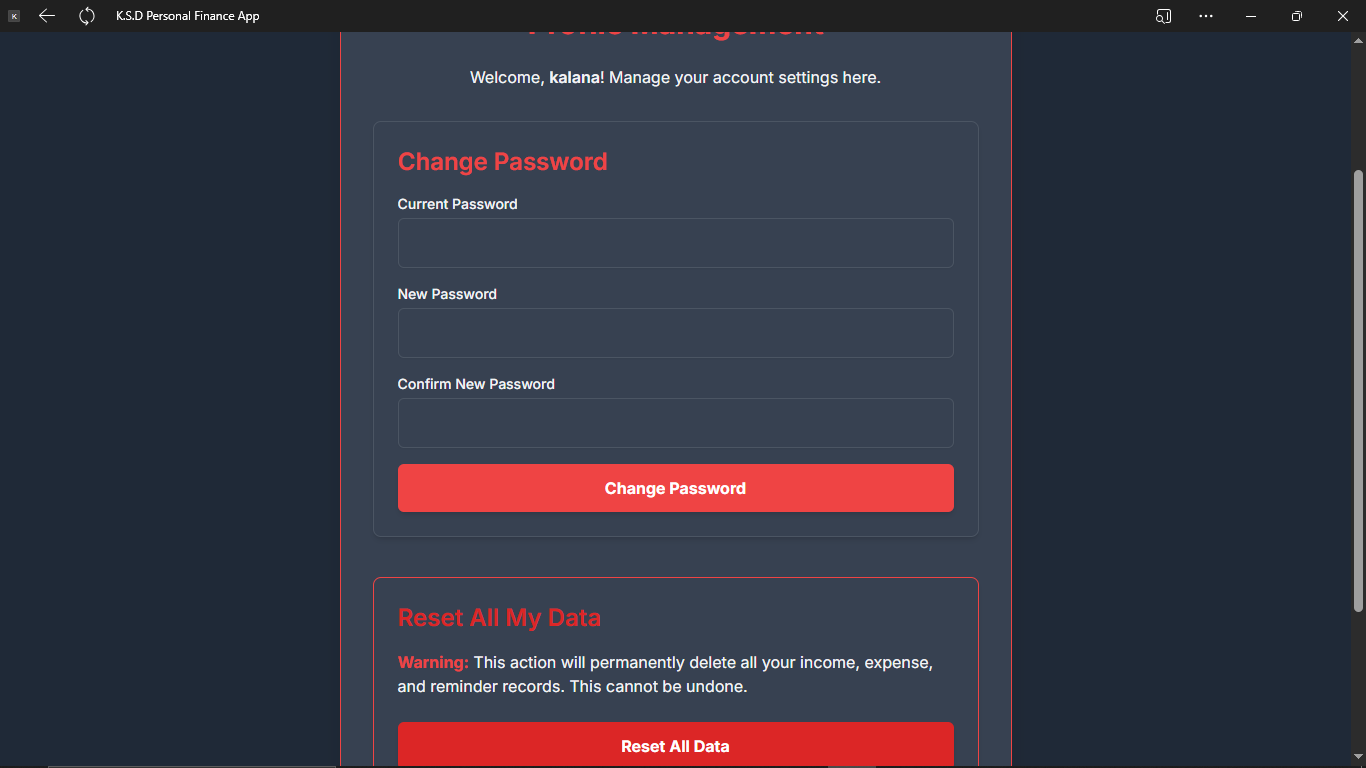 K.S.D Personal Finance App
Profile Management
Welcome, kalana! Manage your account settings here.
Change Password
Current Password
New Password
Confirm New Password
Change Password
Reset All My Data
Warning: This action will permanently delete all your income, expense,
and reminder records. This cannot be undone.
Reset All Data